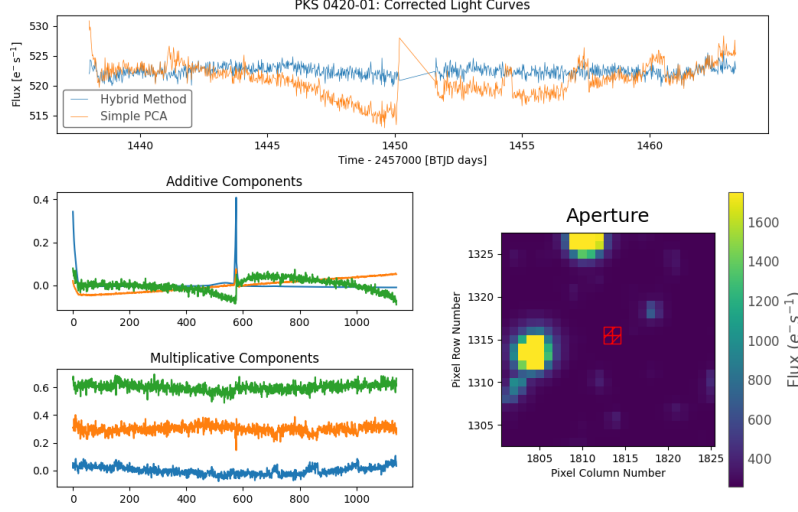 PKS 0420-01: Corrected Light Curves
530
525
520
515
Flux [e⁻ s⁻¹]
Hybrid Method
Simple PCA
1440 1445 1450 1455 1460
Time - 2457000 [BTJD days]
Additive Components
0.4
0.2
0.0
0 200 400 600 800 1000
Multiplicative Components
0.6
0.4
0.2
0.0
0 200 400 600 800 1000
Aperture
1325
1320
1315
1310
1305
Pixel Row Number
1805 1810 1815 1820 1825
Pixel Column Number
1600
1400
1200
1000
800
600
400
Flux (e⁻s⁻¹)